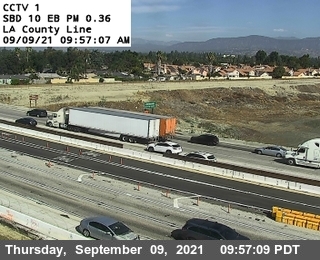 CCTV 1
SBD 10 EB PM 0.36
LA County Line
09/09/21 09:57:07 AM
Thursday, September 09, 2021 09:57:09 PDT